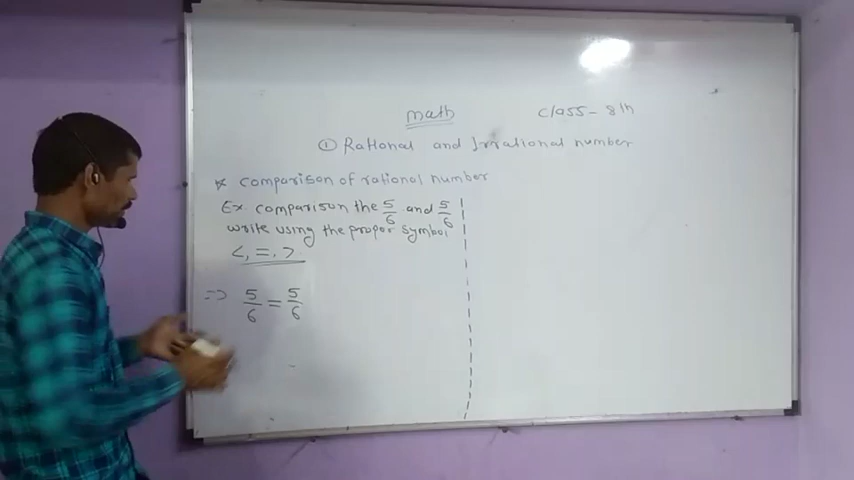 math class - 8th
① Rational and Irrational number
* comparison of rational number
Ex. comparison the 5/6 and 5/6
write using the proper symbol
<, =, >.
=> 5/6 = 5/6